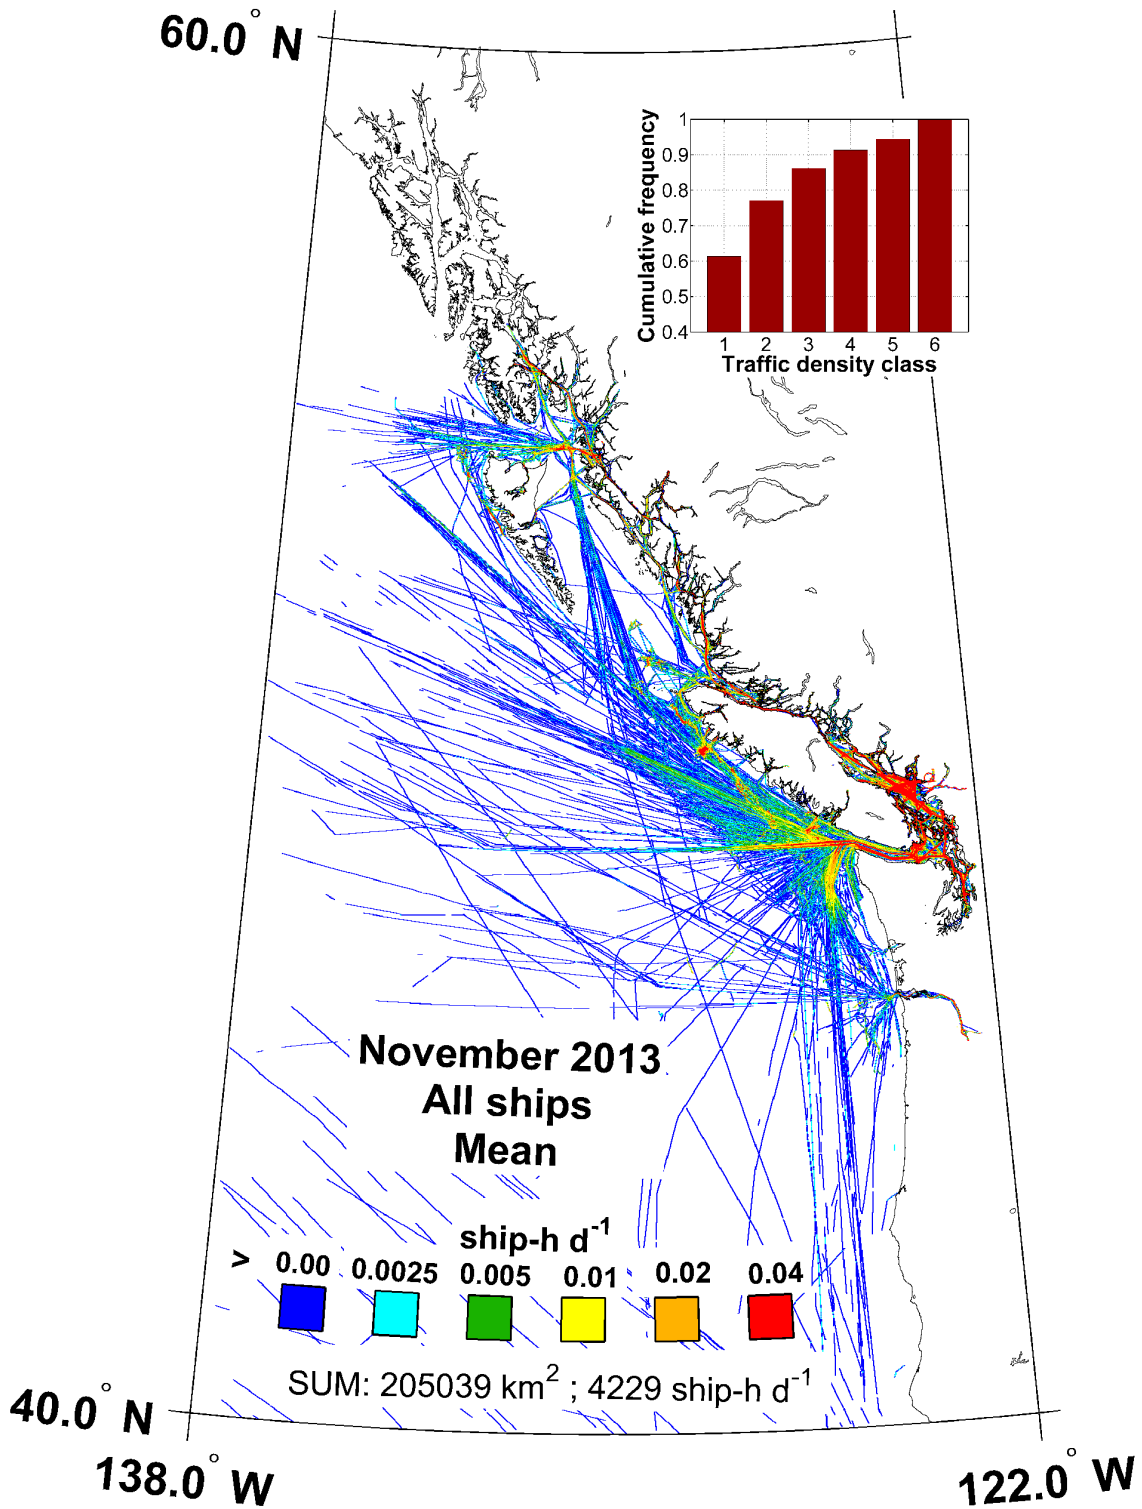 60.0° N
Cumulative frequency
1
0.9
0.8
0.7
0.6
0.5
0.4
1 2 3 4 5 6
Traffic density class
November 2013
All ships
Mean
ship-h d⁻¹
> 0.00 0.0025 0.005 0.01 0.02 0.04
SUM: 205039 km² ; 4229 ship-h d⁻¹
40.0° N
138.0° W
122.0° W